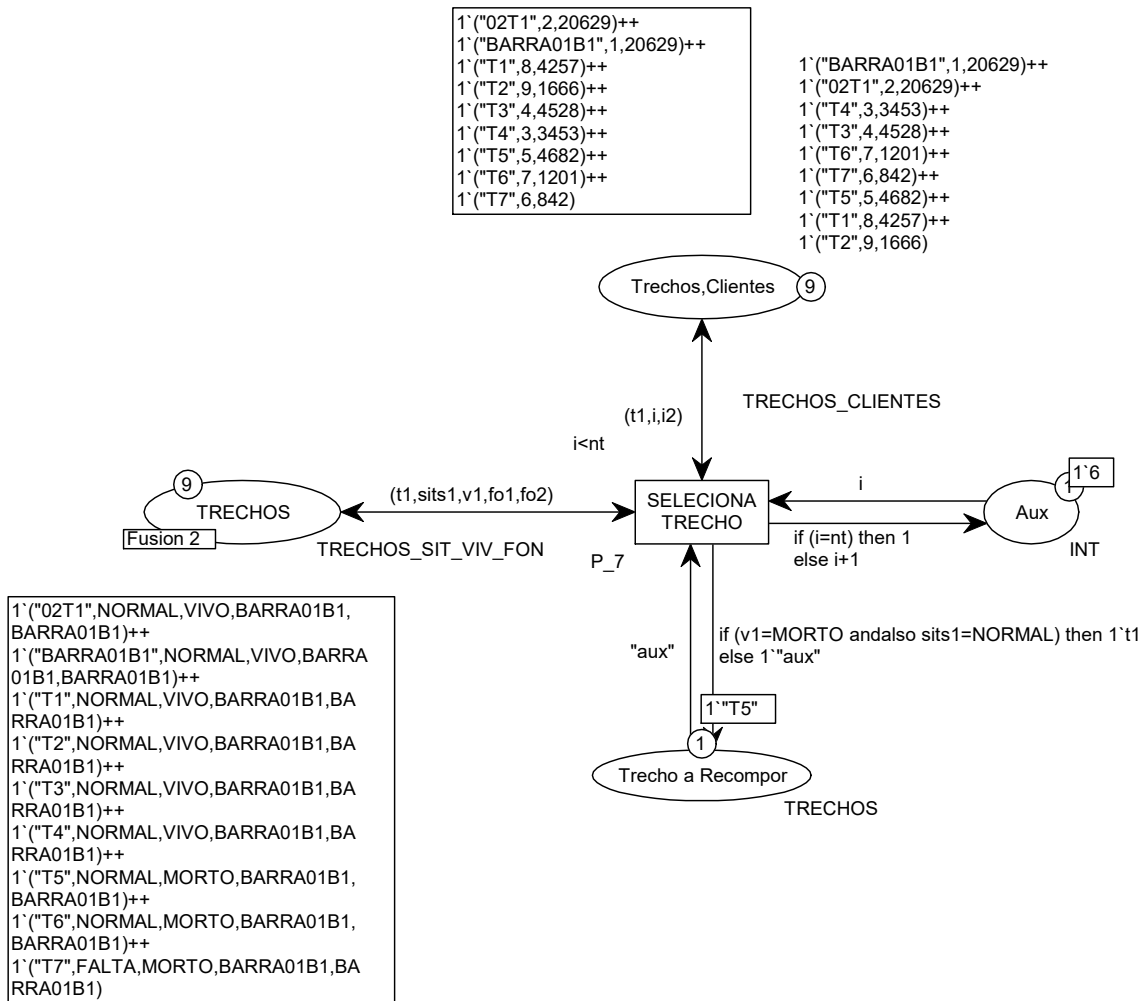 1`("02T1",2,20629)++
1`("BARRA01B1",1,20629)++
1`("T1",8,4257)++
1`("T2",9,1666)++
1`("T3",4,4528)++
1`("T4",3,3453)++
1`("T5",5,4682)++
1`("T6",7,1201)++
1`("T7",6,842)
1`("BARRA01B1",1,20629)++
1`("02T1",2,20629)++
1`("T4",3,3453)++
1`("T3",4,4528)++
1`("T6",7,1201)++
1`("T7",6,842)++
1`("T5",5,4682)++
1`("T1",8,4257)++
1`("T2",9,1666)
Trechos,Clientes
9
TRECHOS_CLIENTES
(t1,i,i2)
i<nt
9
TRECHOS
Fusion 2
(t1,sits1,v1,fo1,fo2)
TRECHOS_SIT_VIV_FON
SELECIONA
TRECHO
P_7
i
if (i=nt) then 1
else i+1
1
1`6
Aux
INT
"aux"
if (v1=MORTO andalso sits1=NORMAL) then 1`t1
else 1`"aux"
1`"T5"
1
Trecho a Recompor
TRECHOS
1`("02T1",NORMAL,VIVO,BARRA01B1,
BARRA01B1)++
1`("BARRA01B1",NORMAL,VIVO,BARRA
01B1,BARRA01B1)++
1`("T1",NORMAL,VIVO,BARRA01B1,BA
RRA01B1)++
1`("T2",NORMAL,VIVO,BARRA01B1,BA
RRA01B1)++
1`("T3",NORMAL,VIVO,BARRA01B1,BA
RRA01B1)++
1`("T4",NORMAL,VIVO,BARRA01B1,BA
RRA01B1)++
1`("T5",NORMAL,MORTO,BARRA01B1,
BARRA01B1)++
1`("T6",NORMAL,MORTO,BARRA01B1,
BARRA01B1)++
1`("T7",FALTA,MORTO,BARRA01B1,BA
RRA01B1)